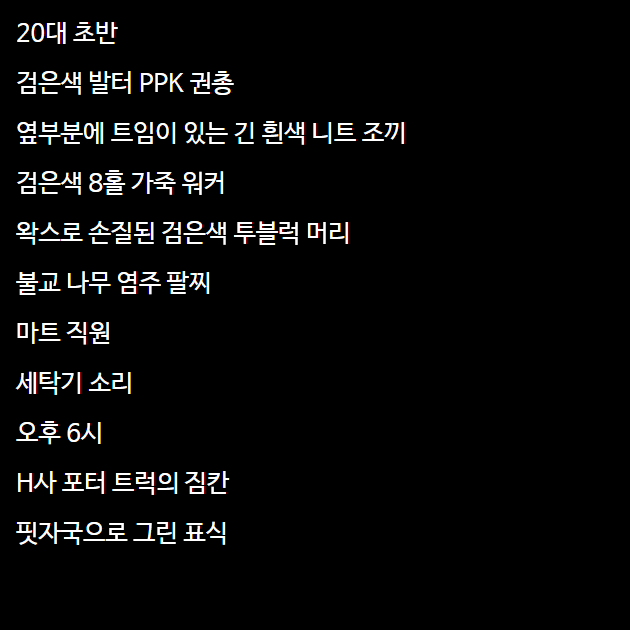 20대 초반
검은색 발터 PPK 권총
옆부분에 트임이 있는 긴 흰색 니트 조끼
검은색 8홀 가죽 워커
왁스로 손질된 검은색 투블럭 머리
불교 나무 염주 팔찌
마트 직원
세탁기 소리
오후 6시
H사 포터 트럭의 짐칸
핏자국으로 그린 표식